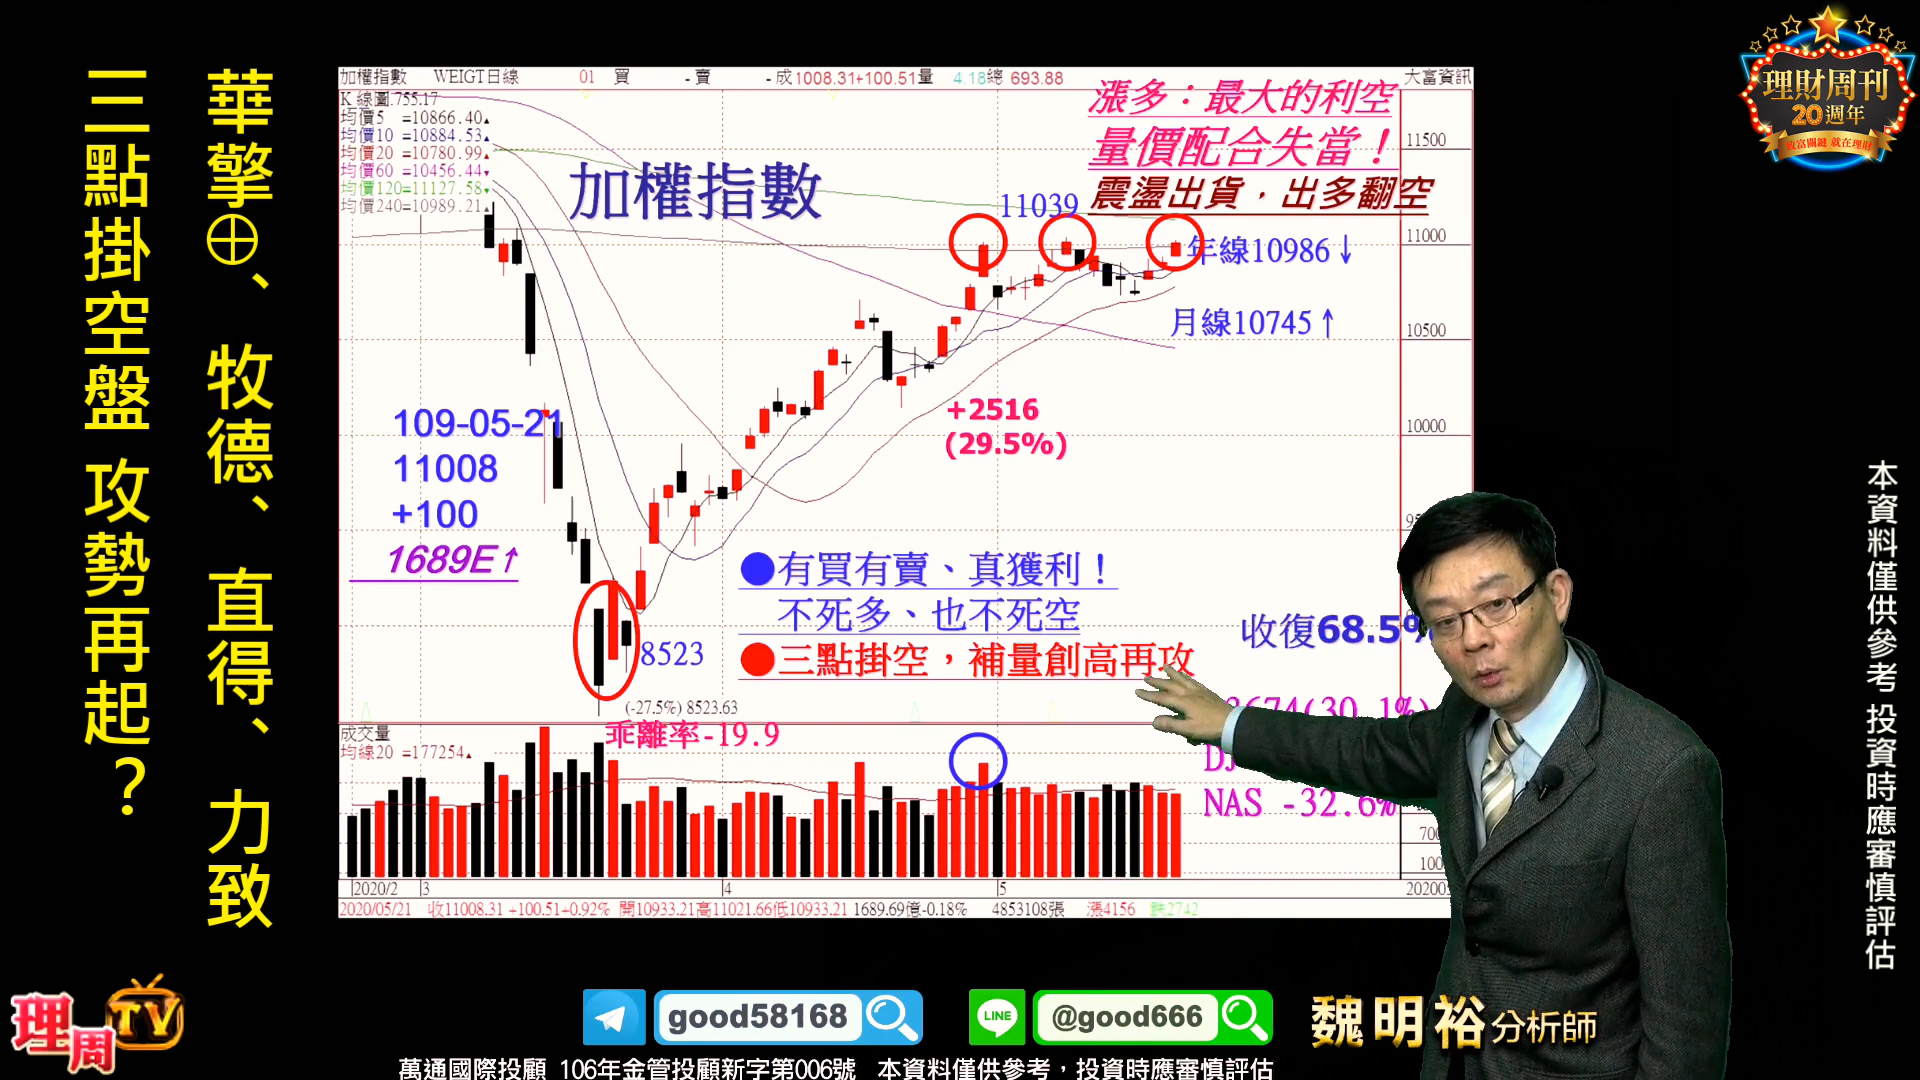 華擎⊕、牧德、直得、力致
三點掛空盤 攻勢再起？
理財周刊
20週年
致富關鍵 就在理財
加權指數 WEIGT日線 01 買 -賣 -成1008.31+100.51量 4.18總 693.88 大富資訊
K 線圖.755.17
均價5 =10866.40▲
均價10 =10884.53▲
均價20 =10780.99▲
均價60 =10456.44▼
均價120=11127.58▼
均價240=10989.21▲
漲多：最大的利空
量價配合失當！
震盪出貨，出多翻空
加權指數
11039
年線10986↓
月線10745↑
11500
11000
10500
10000
+2516
(29.5%)
109-05-21
11008
+100
1689E↑
●有買有賣、真獲利！
不死多、也不死空
●三點掛空，補量創高再攻
收復68.5%
8523
(-27.5%) 8523.63
乖離率-19.9
NAS -32.6%
成交量
均線20 =177254▲
2020/2 3 4 5
2020/05/21 收11008.31 +100.51+0.92% 開10933.21高11021.66低10933.21 1689.69億-0.18% 4853108張 漲4156 跌2742
本資料僅供參考 投資時應審慎評估
理周TV
good58168
LINE
@good666
魏明裕分析師
萬通國際投顧 106年金管投顧新字第006號 本資料僅供參考，投資時應審慎評估